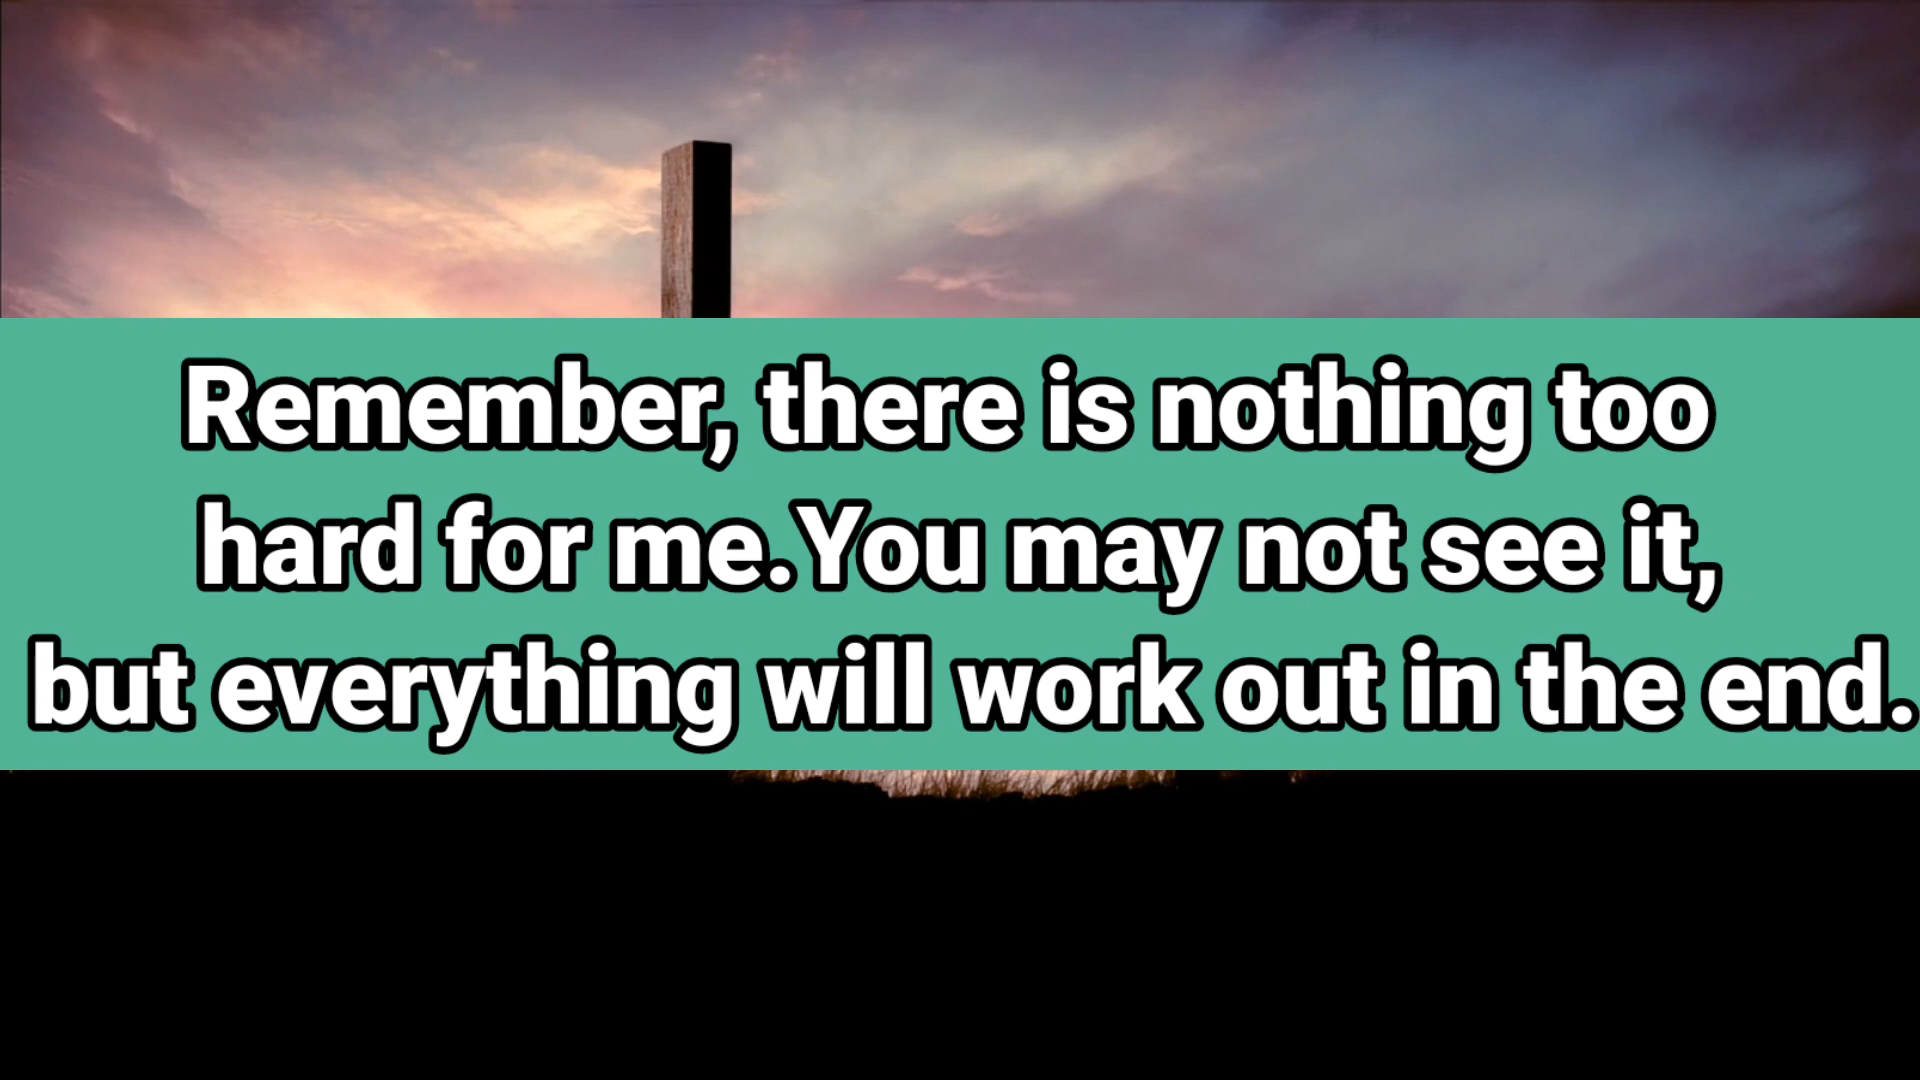 Remember, there is nothing too
hard for me.You may not see it,
but everything will work out in the end.